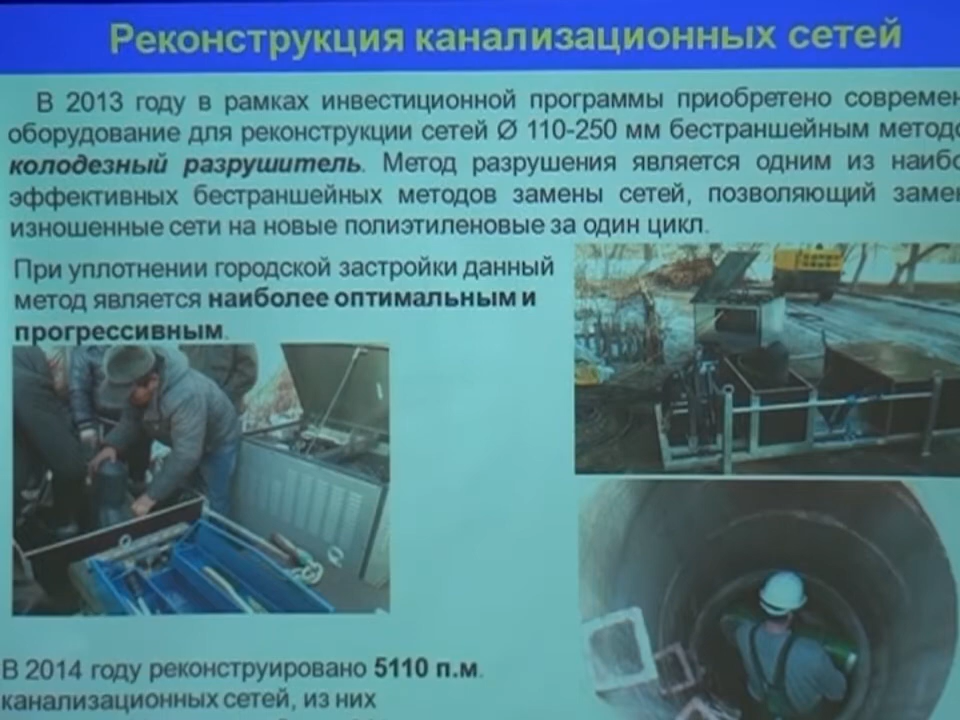 Реконструкция канализационных сетей
В 2013 году в рамках инвестиционной программы приобретено современ
оборудование для реконструкции сетей Ø 110-250 мм бестраншейным методо
колодезный разрушитель. Метод разрушения является одним из наибо
эффективных бестраншейных методов замены сетей, позволяющий замен
изношенные сети на новые полиэтиленовые за один цикл.
При уплотнении городской застройки данный
метод является наиболее оптимальным и
прогрессивным.
В 2014 году реконструировано 5110 п.м.
канализационных сетей, из них